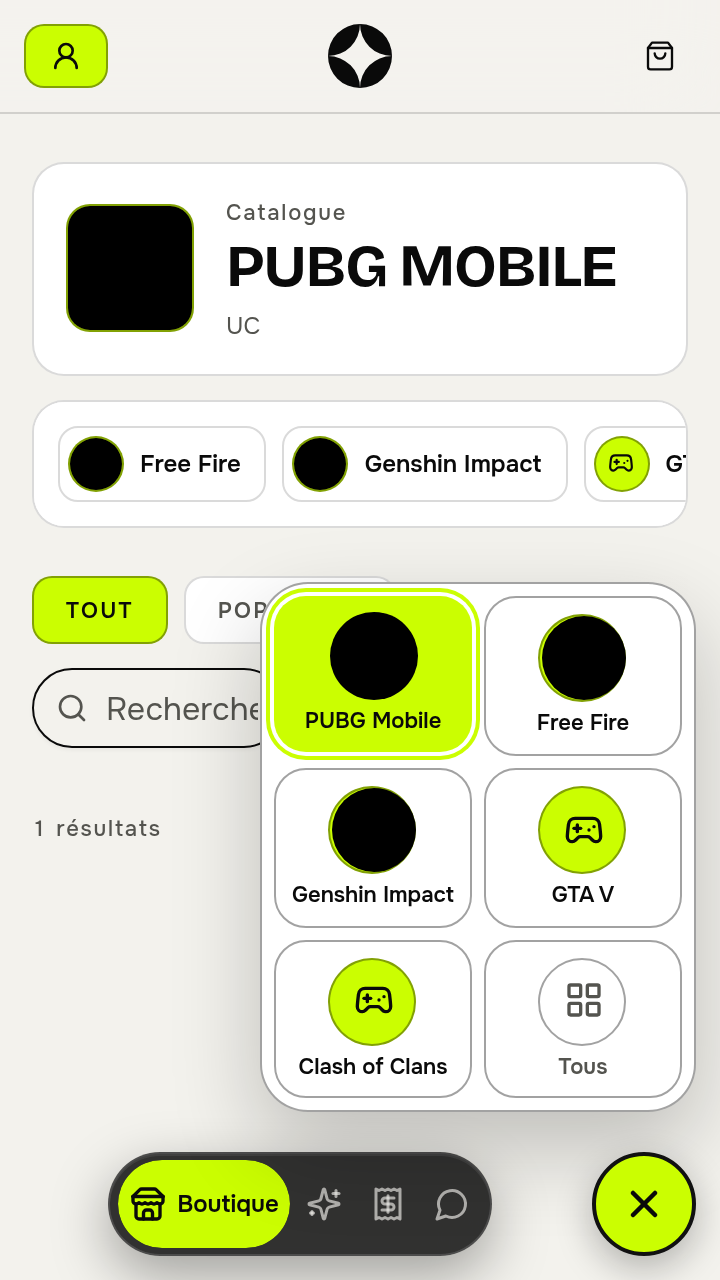 Catalogue
PUBG MOBILE
UC
Free Fire
Genshin Impact
TOUT
Recherche
PUBG Mobile
Free Fire
1 résultats
Genshin Impact
GTA V
Clash of Clans
Tous
Boutique